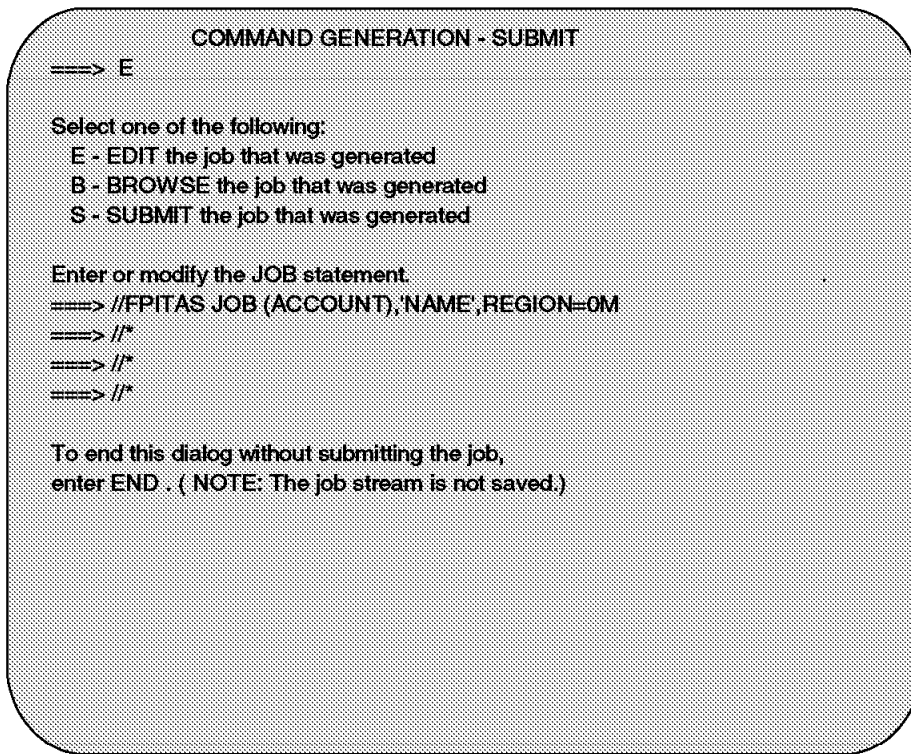 COMMAND GENERATION - SUBMIT
===> E
Select one of the following:
E - EDIT the job that was generated
B - BROWSE the job that was generated
S - SUBMIT the job that was generated
Enter or modify the JOB statement.
===> //FPITAS JOB (ACCOUNT),'NAME',REGION=0M
===> //*
===> //*
===> //*
To end this dialog without submitting the job,
enter END . ( NOTE: The job stream is not saved.)